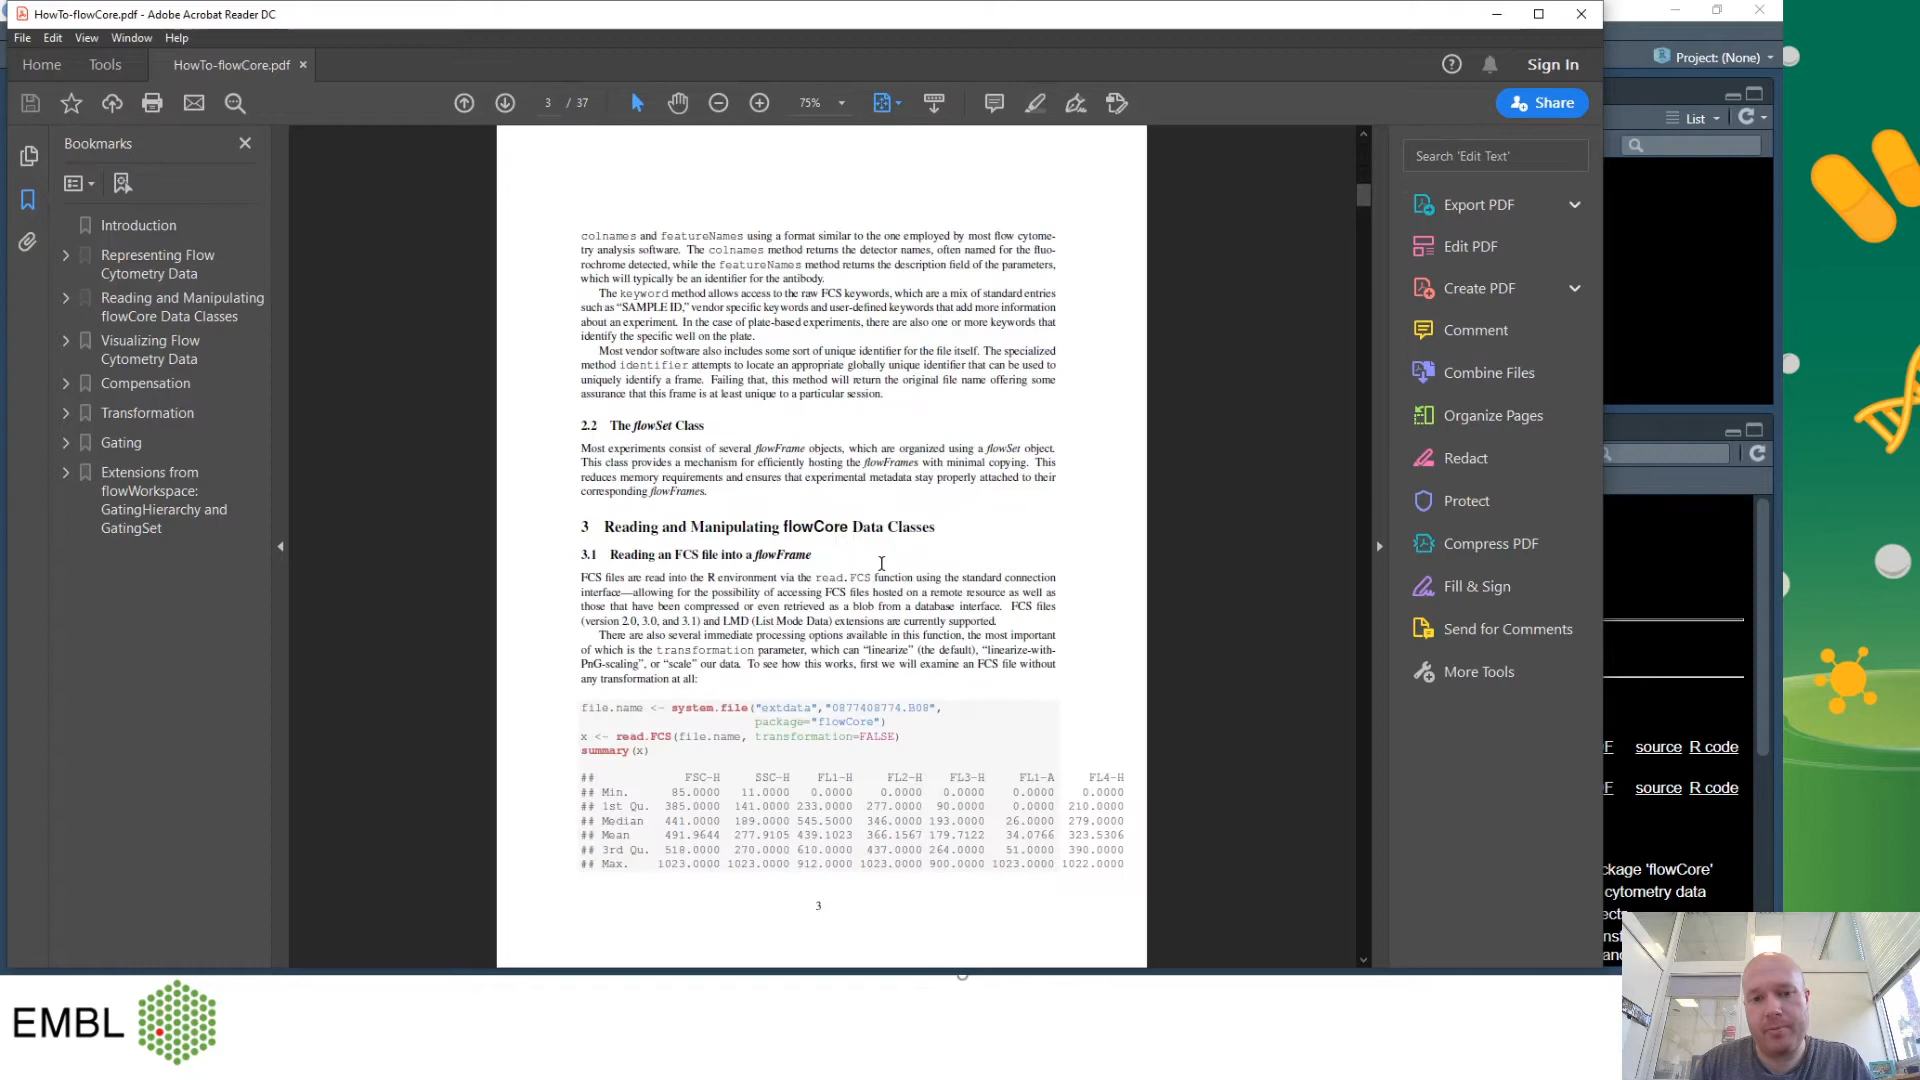 HowTo-flowCore.pdf - Adobe Acrobat Reader DC
File Edit View Window Help
Home Tools HowTo-flowCore.pdf × Sign In
3 / 37 75% Share
Project: (None)
List
Bookmarks
Introduction
Representing Flow
Cytometry Data
Reading and Manipulating
flowCore Data Classes
Visualizing Flow
Cytometry Data
Compensation
Transformation
Gating
Extensions from
flowWorkspace:
GatingHierarchy and
GatingSet
colnames and featureNames using a format similar to the one employed by most flow cytome-
try analysis software. The colnames method returns the detector names, often named for the fluo-
rochrome detected, while the featureNames method returns the description field of the parameters,
which will typically be an identifier for the antibody.
The keyword method allows access to the raw FCS keywords, which are a mix of standard entries
such as “SAMPLE ID,” vendor specific keywords and user-defined keywords that add more information
about an experiment. In the case of plate-based experiments, there are also one or more keywords that
identify the specific well on the plate.
Most vendor software also includes some sort of unique identifier for the file itself. The specialized
method identifier attempts to locate an appropriate globally unique identifier that can be used to
uniquely identify a frame. Failing that, this method will return the original file name offering some
assurance that this frame is at least unique to a particular session.
2.2 The flowSet Class
Most experiments consist of several flowFrame objects, which are organized using a flowSet object.
This class provides a mechanism for efficiently hosting the flowFrames with minimal copying. This
reduces memory requirements and ensures that experimental metadata stay properly attached to their
corresponding flowFrames.
3 Reading and Manipulating flowCore Data Classes
3.1 Reading an FCS file into a flowFrame
FCS files are read into the R environment via the read.FCS function using the standard connection
interface—allowing for the possibility of accessing FCS files hosted on a remote resource as well as
those that have been compressed or even retrieved as a blob from a database interface. FCS files
(version 2.0, 3.0, and 3.1) and LMD (List Mode Data) extensions are currently supported.
There are also several immediate processing options available in this function, the most important
of which is the transformation parameter, which can “linearize” (the default), “linearize-with-
PnG-scaling”, or “scale” our data. To see how this works, first we will examine an FCS file without
any transformation at all:
file.name <- system.file("extdata","0877408774.B08",
package="flowCore")
x <- read.FCS(file.name, transformation=FALSE)
summary(x)
## FSC-H SSC-H FL1-H FL2-H FL3-H FL1-A FL4-H
## Min. 85.0000 11.0000 0.0000 0.0000 0.0000 0.0000 0.0000
## 1st Qu. 385.0000 141.0000 233.0000 277.0000 90.0000 0.0000 210.0000
## Median 441.0000 189.0000 545.5000 346.0000 193.0000 26.0000 279.0000
## Mean 491.9644 277.9105 439.1023 366.1567 179.7122 34.0766 323.5306
## 3rd Qu. 518.0000 270.0000 610.0000 437.0000 264.0000 51.0000 390.0000
## Max. 1023.0000 1023.0000 912.0000 1023.0000 900.0000 1023.0000 1022.0000
3
Search 'Edit Text'
Export PDF
Edit PDF
Create PDF
Comment
Combine Files
Organize Pages
Redact
Protect
Compress PDF
Fill & Sign
Send for Comments
More Tools
F source R code
F source R code
ckage 'flowCore'
cytometry data
EMBL